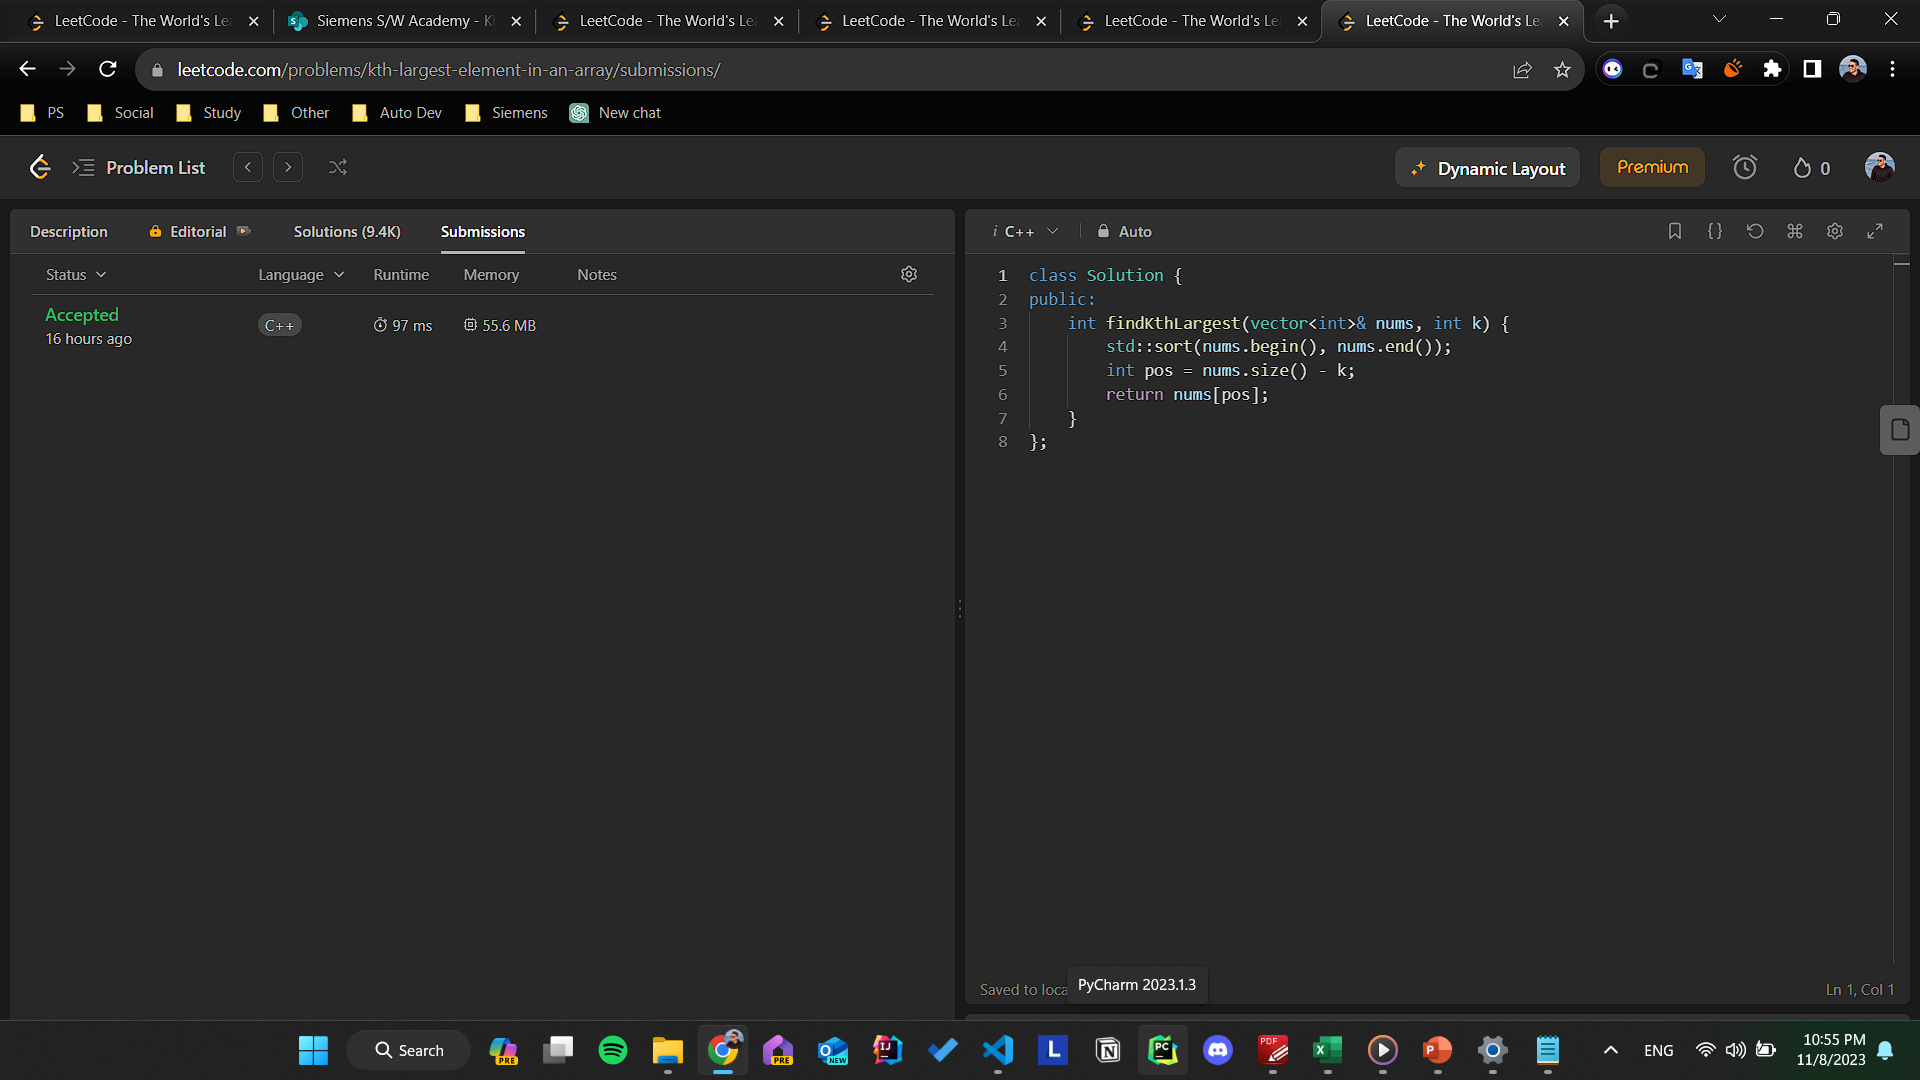 LeetCode - The World's Le
Siemens S/W Academy - K
LeetCode - The World's Le
LeetCode - The World's Le
LeetCode - The World's Le
LeetCode - The World's Le
leetcode.com/problems/kth-largest-element-in-an-array/submissions/
PS Social Study Other Auto Dev Siemens New chat
Problem List
Dynamic Layout
Premium
0
Description Editorial Solutions (9.4K) Submissions
Status Language Runtime Memory Notes
Accepted
16 hours ago
C++
97 ms
55.6 MB
i C++ Auto
1 class Solution {
2 public:
3 int findKthLargest(vector<int>& nums, int k) {
4 std::sort(nums.begin(), nums.end());
5 int pos = nums.size() - k;
6 return nums[pos];
7 }
8 };
Saved to loca
PyCharm 2023.1.3
Ln 1, Col 1
Search
PRE
PRE
NEW
IJ
L
N
PC
PDF
P
ENG
10:55 PM
11/8/2023